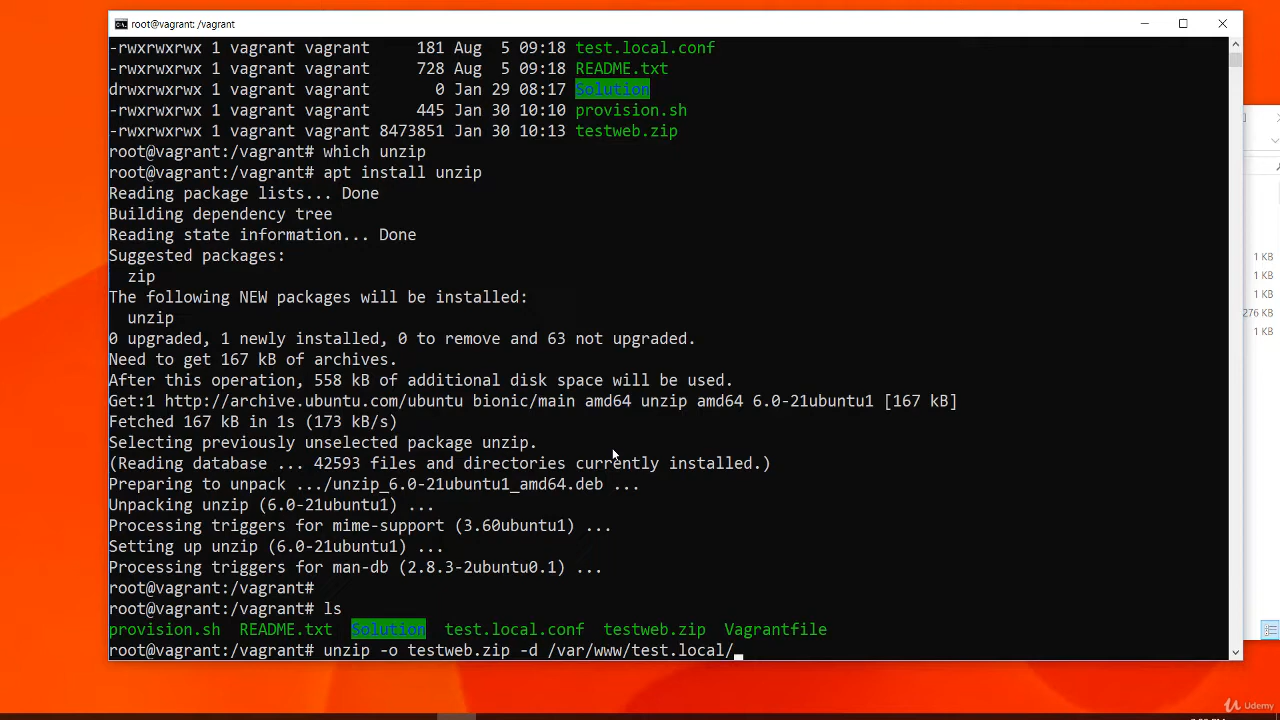 root@vagrant: /vagrant
-rwxrwxrwx 1 vagrant vagrant     181 Aug  5 09:18 test.local.conf
-rwxrwxrwx 1 vagrant vagrant     728 Aug  5 09:18 README.txt
drwxrwxrwx 1 vagrant vagrant       0 Jan 29 08:17 Solution
-rwxrwxrwx 1 vagrant vagrant     445 Jan 30 10:10 provision.sh
-rwxrwxrwx 1 vagrant vagrant 8473851 Jan 30 10:13 testweb.zip
root@vagrant:/vagrant# which unzip
root@vagrant:/vagrant# apt install unzip
Reading package lists... Done
Building dependency tree
Reading state information... Done
Suggested packages:
  zip
The following NEW packages will be installed:
  unzip
0 upgraded, 1 newly installed, 0 to remove and 63 not upgraded.
Need to get 167 kB of archives.
After this operation, 558 kB of additional disk space will be used.
Get:1 http://archive.ubuntu.com/ubuntu bionic/main amd64 unzip amd64 6.0-21ubuntu1 [167 kB]
Fetched 167 kB in 1s (173 kB/s)
Selecting previously unselected package unzip.
(Reading database ... 42593 files and directories currently installed.)
Preparing to unpack .../unzip_6.0-21ubuntu1_amd64.deb ...
Unpacking unzip (6.0-21ubuntu1) ...
Processing triggers for mime-support (3.60ubuntu1) ...
Setting up unzip (6.0-21ubuntu1) ...
Processing triggers for man-db (2.8.3-2ubuntu0.1) ...
root@vagrant:/vagrant#
root@vagrant:/vagrant# ls
provision.sh  README.txt  Solution  test.local.conf  testweb.zip  Vagrantfile
root@vagrant:/vagrant# unzip -o testweb.zip -d /var/www/test.local/
1 KB
1 KB
1 KB
276 KB
1 KB
Udemy